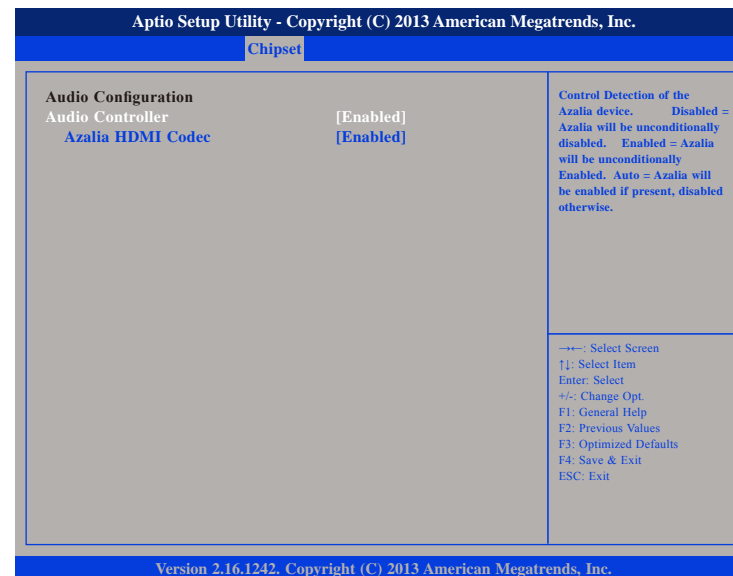 Aptio Setup Utility - Copyright (C) 2013 American Megatrends, Inc.
Chipset
Audio Configuration
Audio Controller [Enabled]
Azalia HDMI Codec [Enabled]
Control Detection of the
Azalia device. Disabled =
Azalia will be unconditionally
disabled. Enabled = Azalia
will be unconditionally
Enabled. Auto = Azalia will
be enabled if present, disabled
otherwise.
→←: Select Screen
↑↓: Select Item
Enter: Select
+/-: Change Opt.
F1: General Help
F2: Previous Values
F3: Optimized Defaults
F4: Save & Exit
ESC: Exit
Version 2.16.1242. Copyright (C) 2013 American Megatrends, Inc.